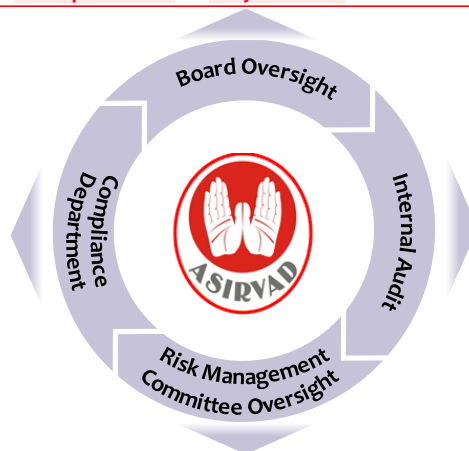 Board Oversight
Internal Audit
Risk Management
Committee Oversight
Compliance
Department
ASIRVAD